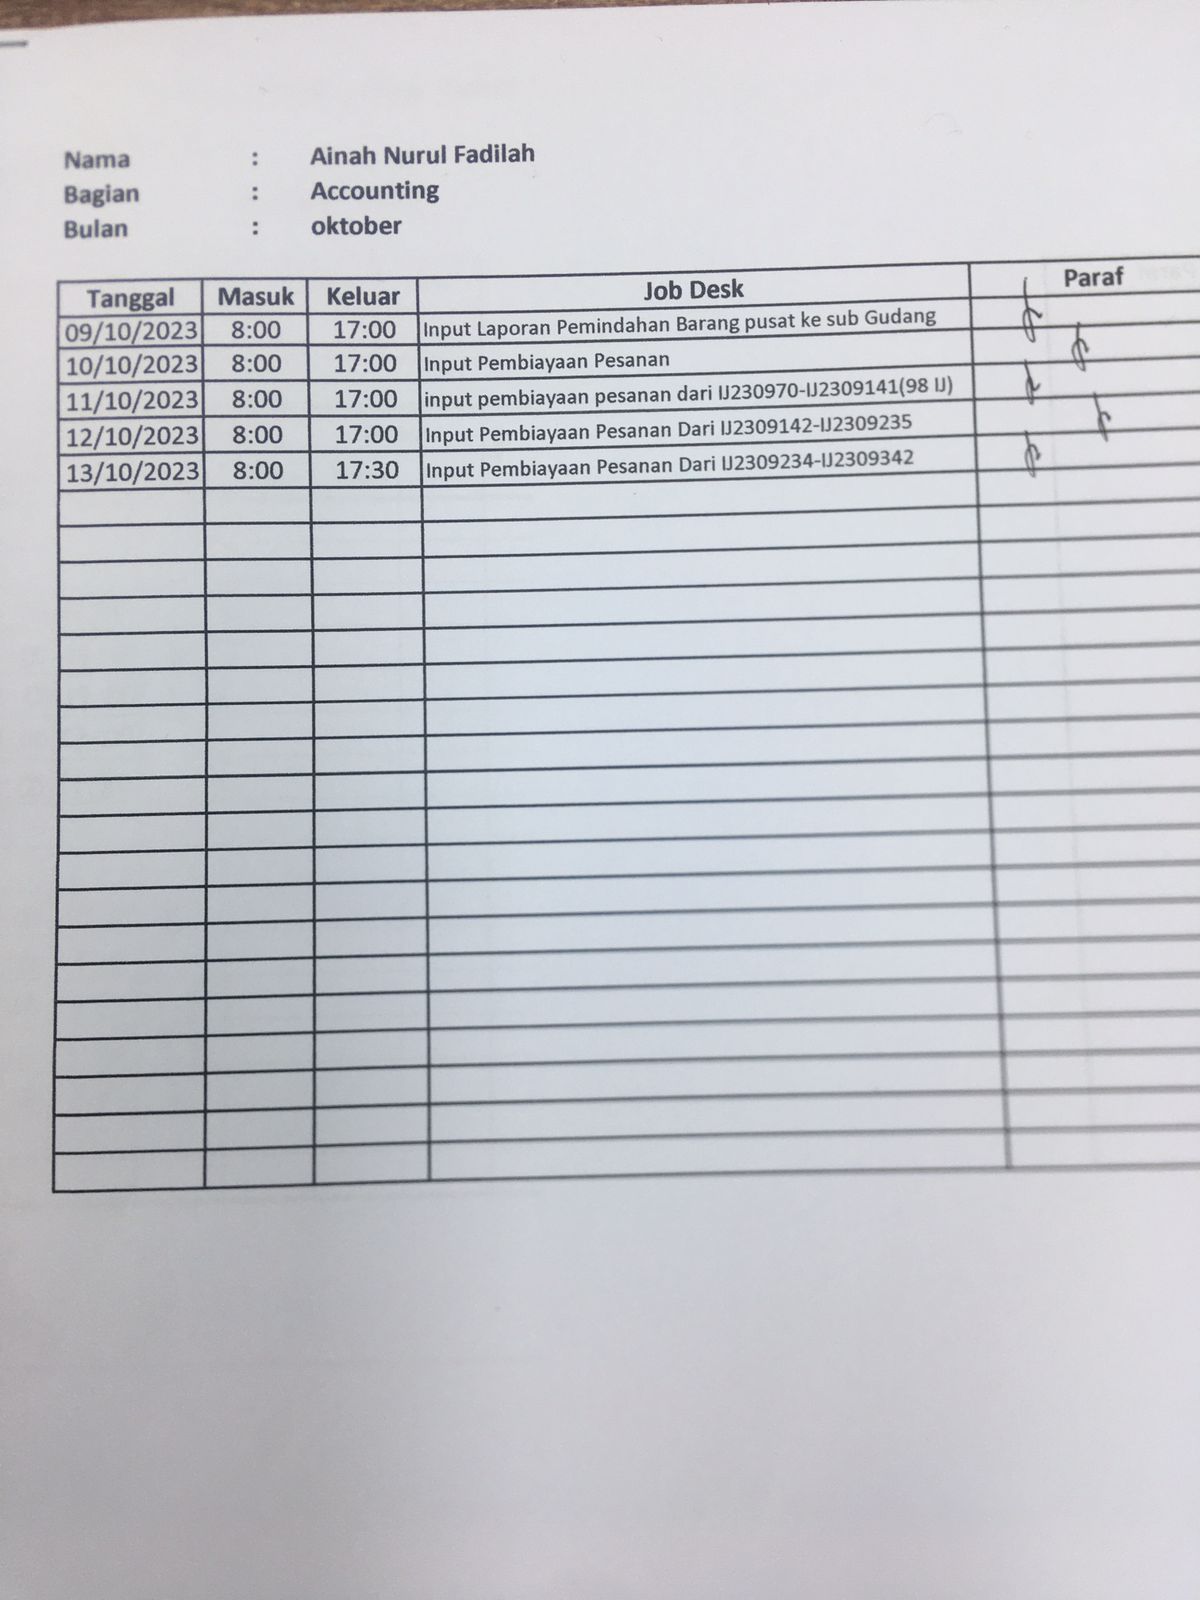 Nama : Ainah Nurul Fadilah
Bagian : Accounting
Bulan : oktober
Tanggal Masuk Keluar Job Desk Paraf
09/10/2023 8:00 17:00 Input Laporan Pemindahan Barang pusat ke sub Gudang
10/10/2023 8:00 17:00 Input Pembiayaan Pesanan
11/10/2023 8:00 17:00 input pembiayaan pesanan dari IJ230970-IJ2309141(98 IJ)
12/10/2023 8:00 17:00 Input Pembiayaan Pesanan Dari IJ2309142-IJ2309235
13/10/2023 8:00 17:30 Input Pembiayaan Pesanan Dari IJ2309234-IJ2309342